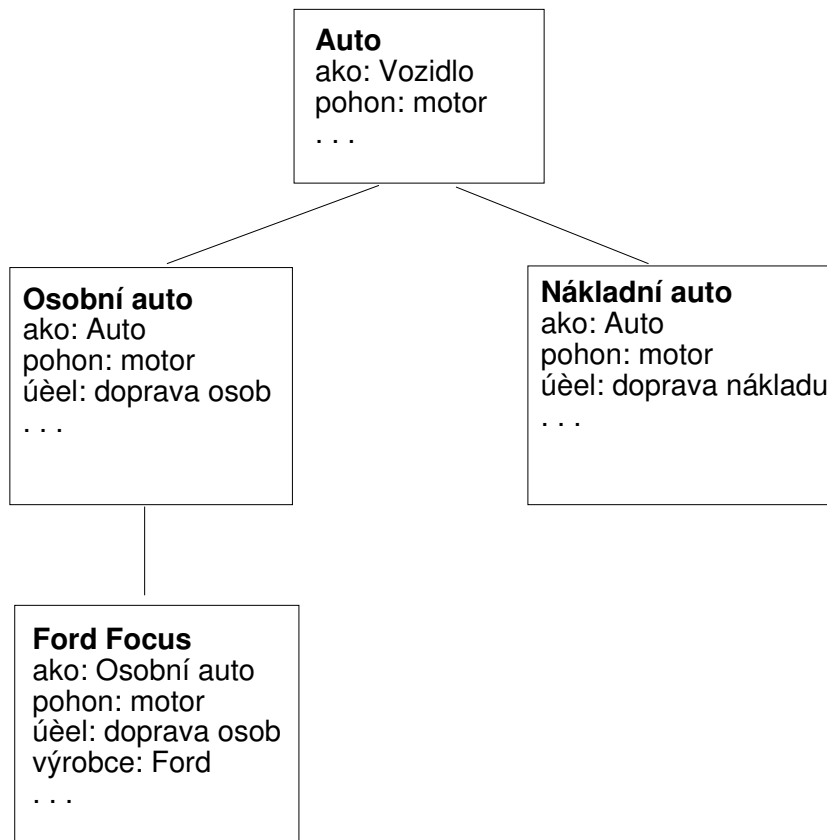 Auto
ako: Vozidlo
pohon: motor
. . .
Osobní auto
ako: Auto
pohon: motor
úèel: doprava osob
. . .
Nákladní auto
ako: Auto
pohon: motor
úèel: doprava nákladu
. . .
Ford Focus
ako: Osobní auto
pohon: motor
úèel: doprava osob
výrobce: Ford
. . .